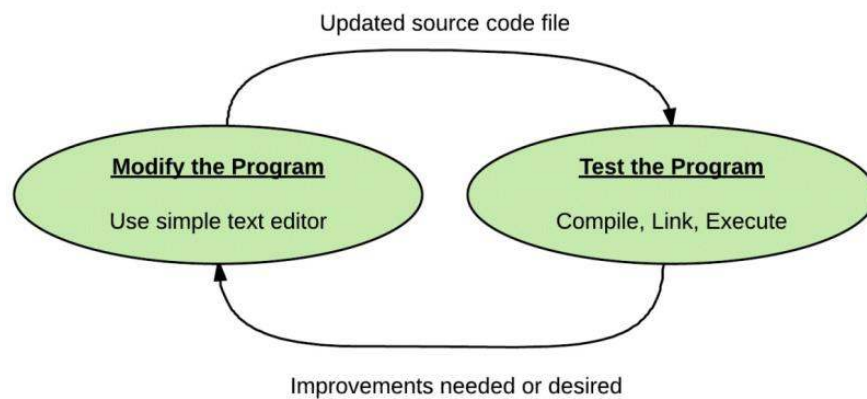 Updated source code file
Modify the Program
Use simple text editor
Test the Program
Compile, Link, Execute
Improvements needed or desired